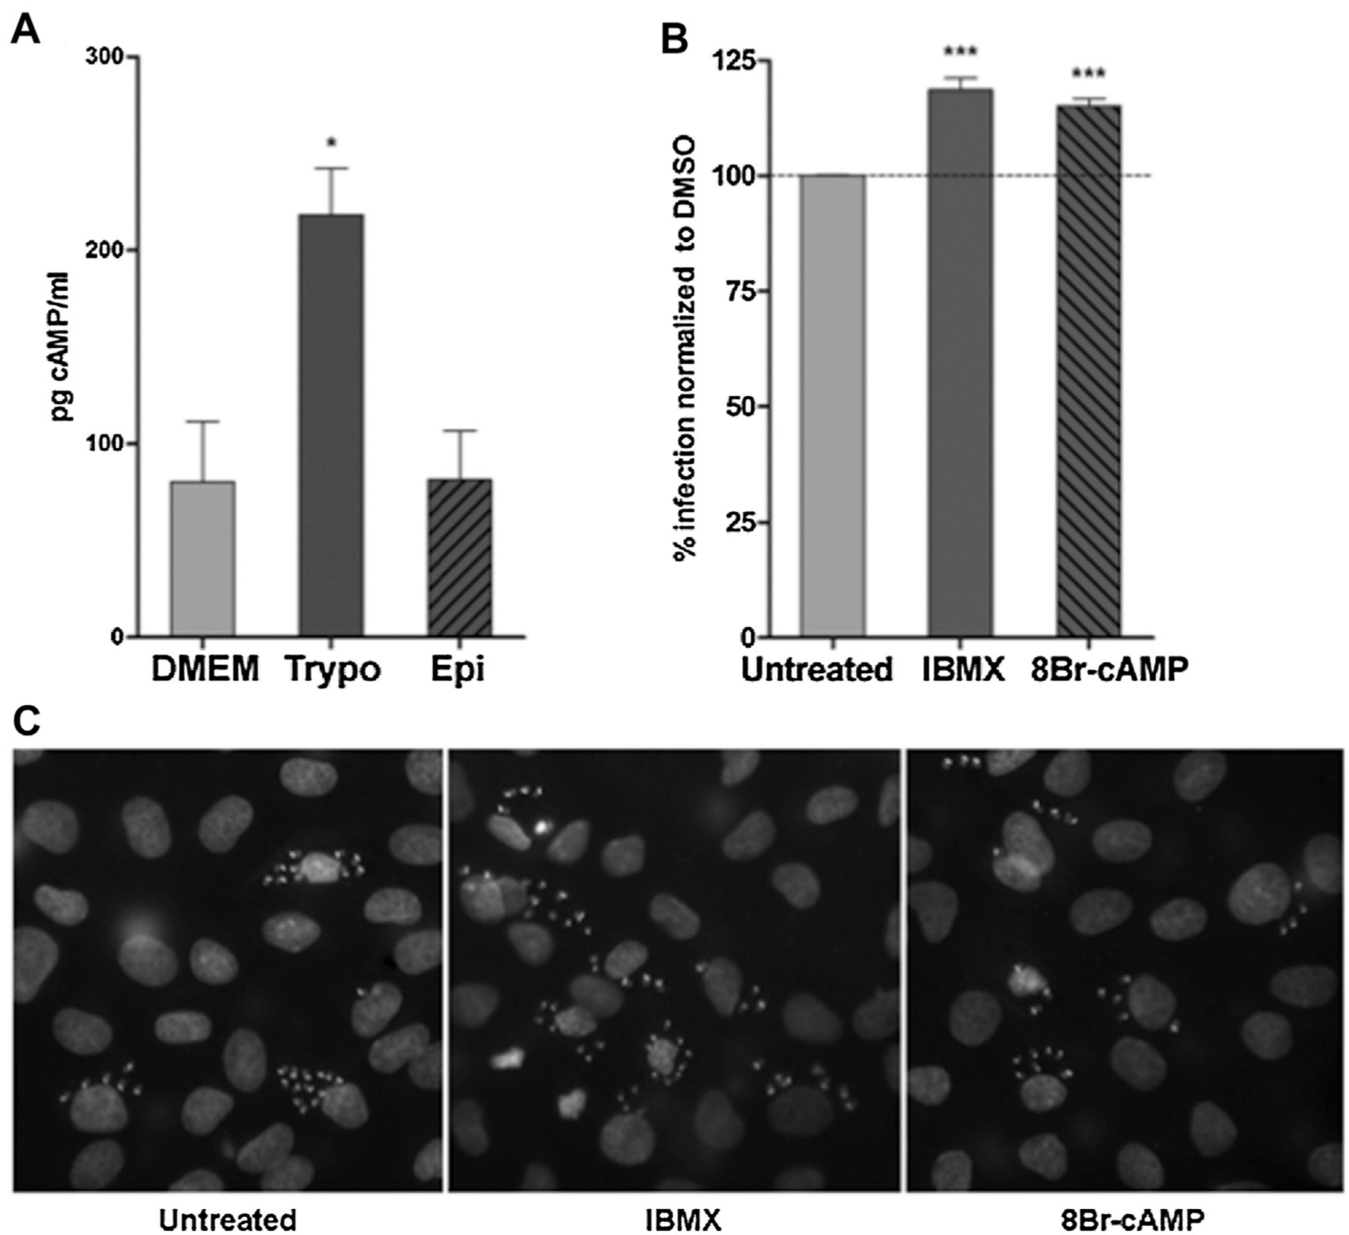 A
300
200
100
0
pg cAMP/ml
*
DMEM Trypo Epi
B
125
100
75
50
25
0
% infection normalized to DMSO
***
***
Untreated IBMX 8Br-cAMP
C
Untreated IBMX 8Br-cAMP